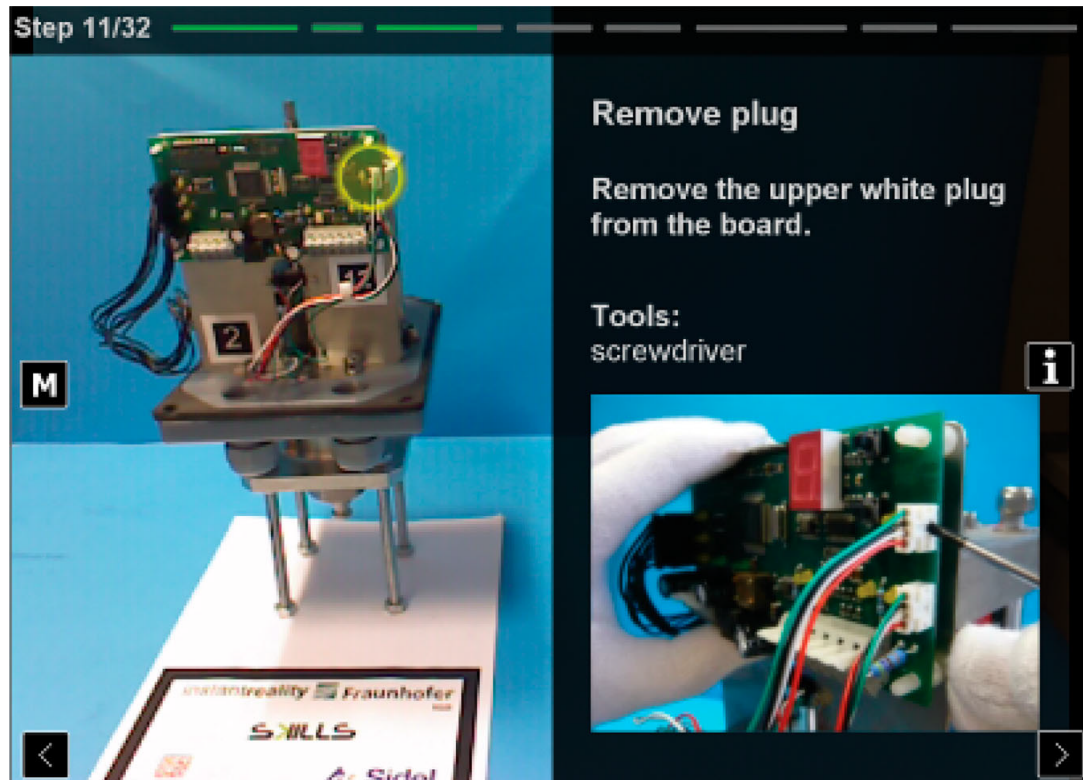 Step 11/32
Remove plug
Remove the upper white plug
from the board.
Tools:
screwdriver
12
2
M
i
instantreality Fraunhofer
SKILLS
Sidel
<
>